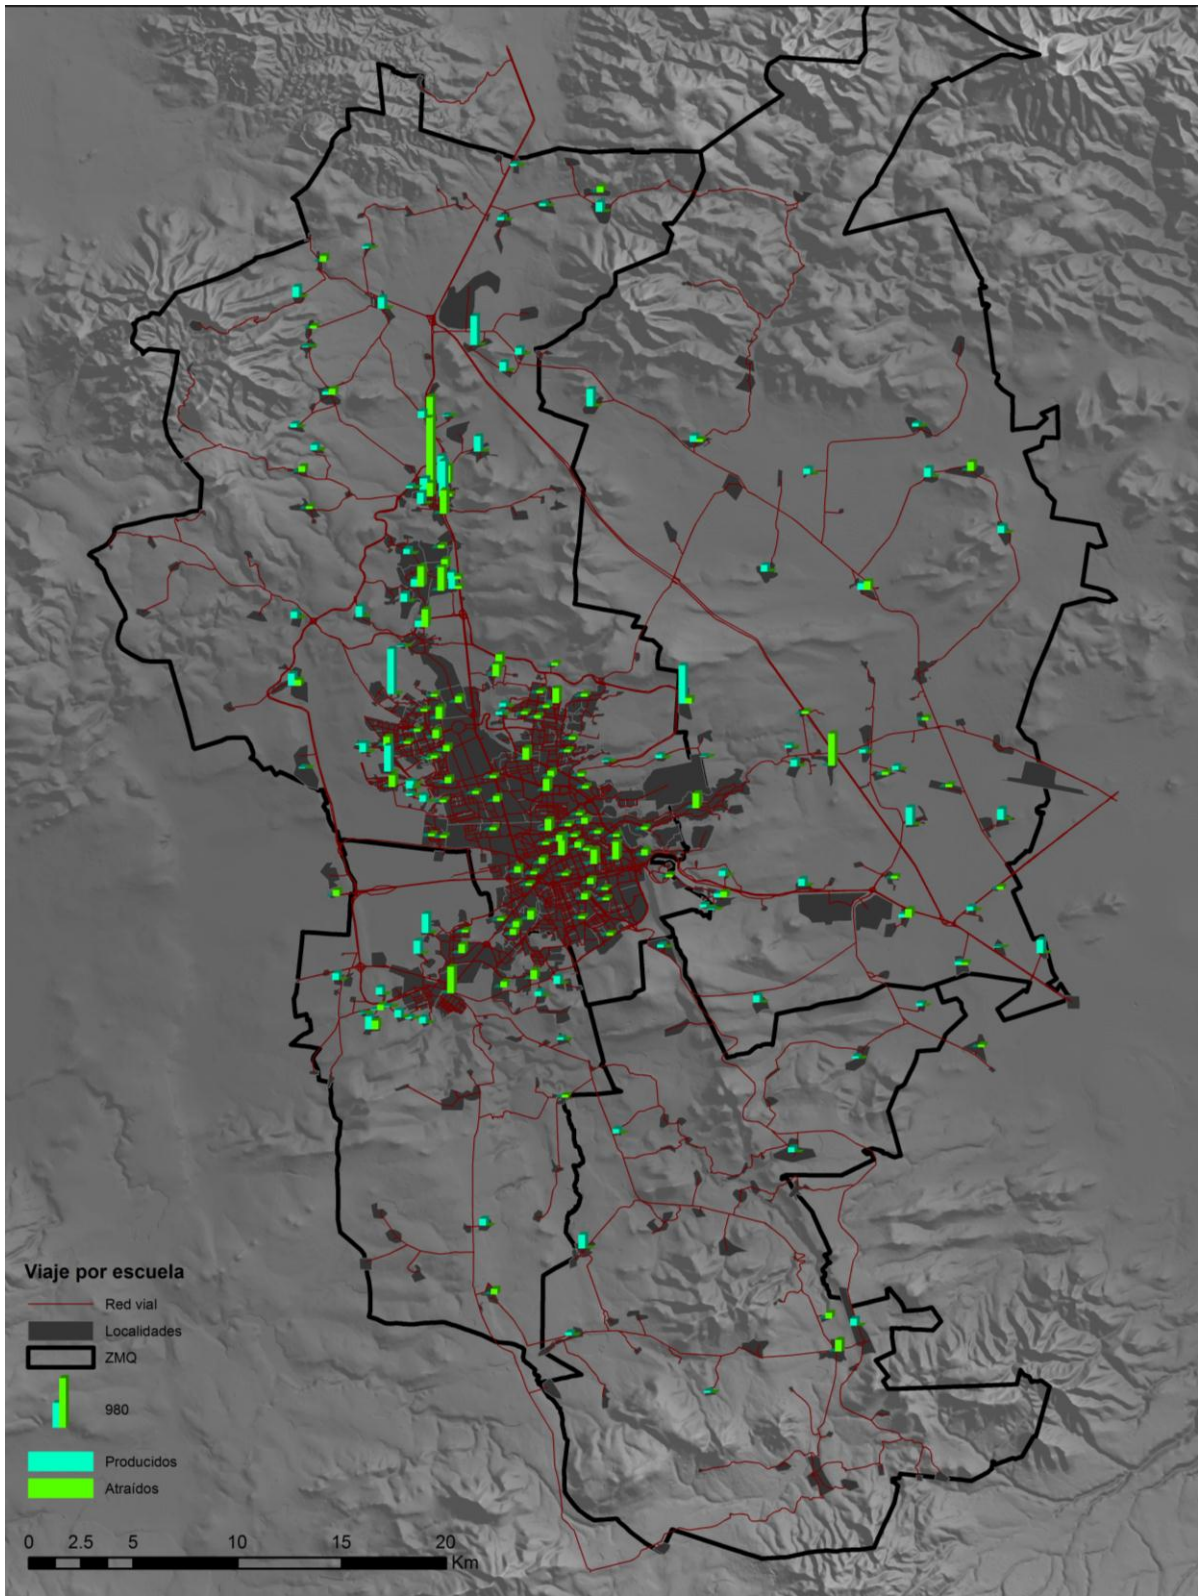 Viaje por escuela
Red vial
Localidades
ZMQ
980
Producidos
Atraídos
0 2.5 5 10 15 20
Km